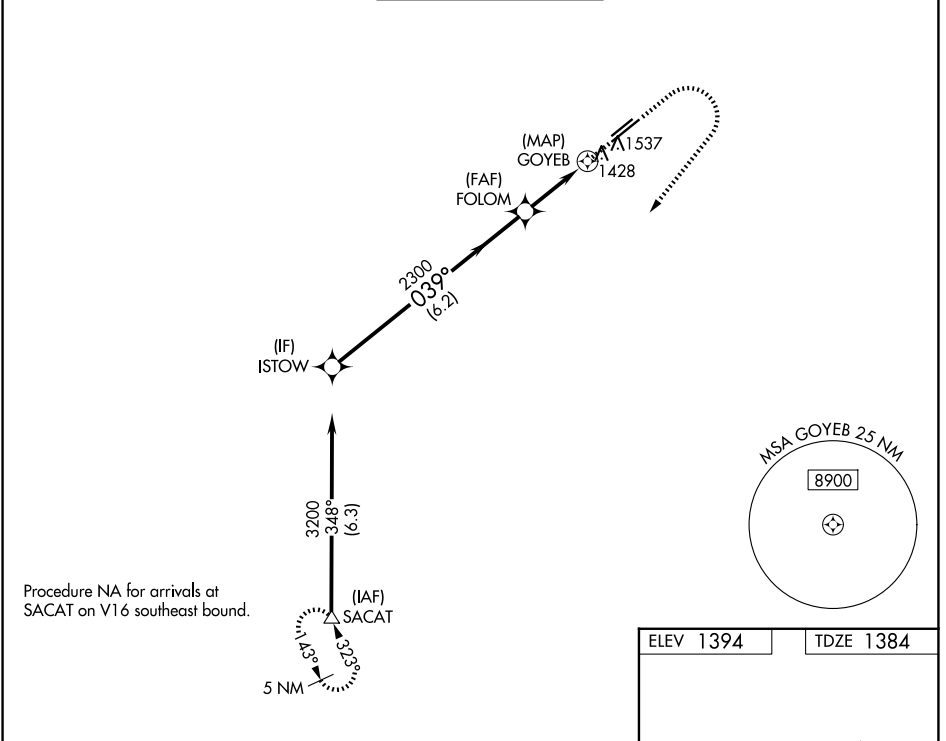 (MAP)
GOYEB
1537
1428
(FAF)
FOLOM
2300
039°
(6.2)
(IF)
ISTOW
MSA GOYEB 25 NM
8900
3200
348°
(6.3)
Procedure NA for arrivals at
SACAT on V16 southeast bound.
(IAF)
SACAT
143°
323°
5 NM
ELEV 1394
TDZE 1384